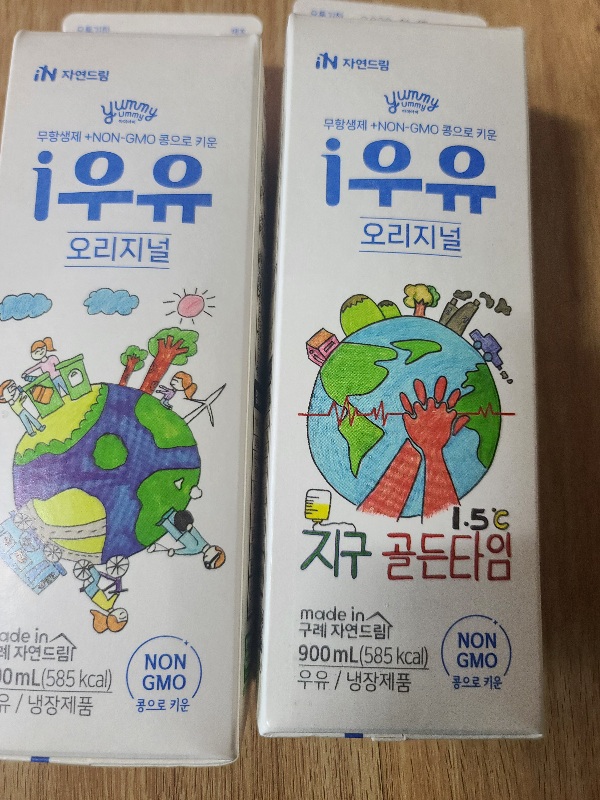 iN 자연드림
yummy
ummy
무항생제 +NON-GMO 콩으로 키운
i우유
오리지널
made in
구례 자연드림
00mL(585 kcal)
유 / 냉장제품
NON
GMO
콩으로 키운
iN 자연드림
yummy
ummy
무항생제 +NON-GMO 콩으로 키운
i우유
오리지널
1.5℃
지구 골든타임
made in
구례 자연드림
900mL(585 kcal)
우유 / 냉장제품
NON
GMO
콩으로 키운